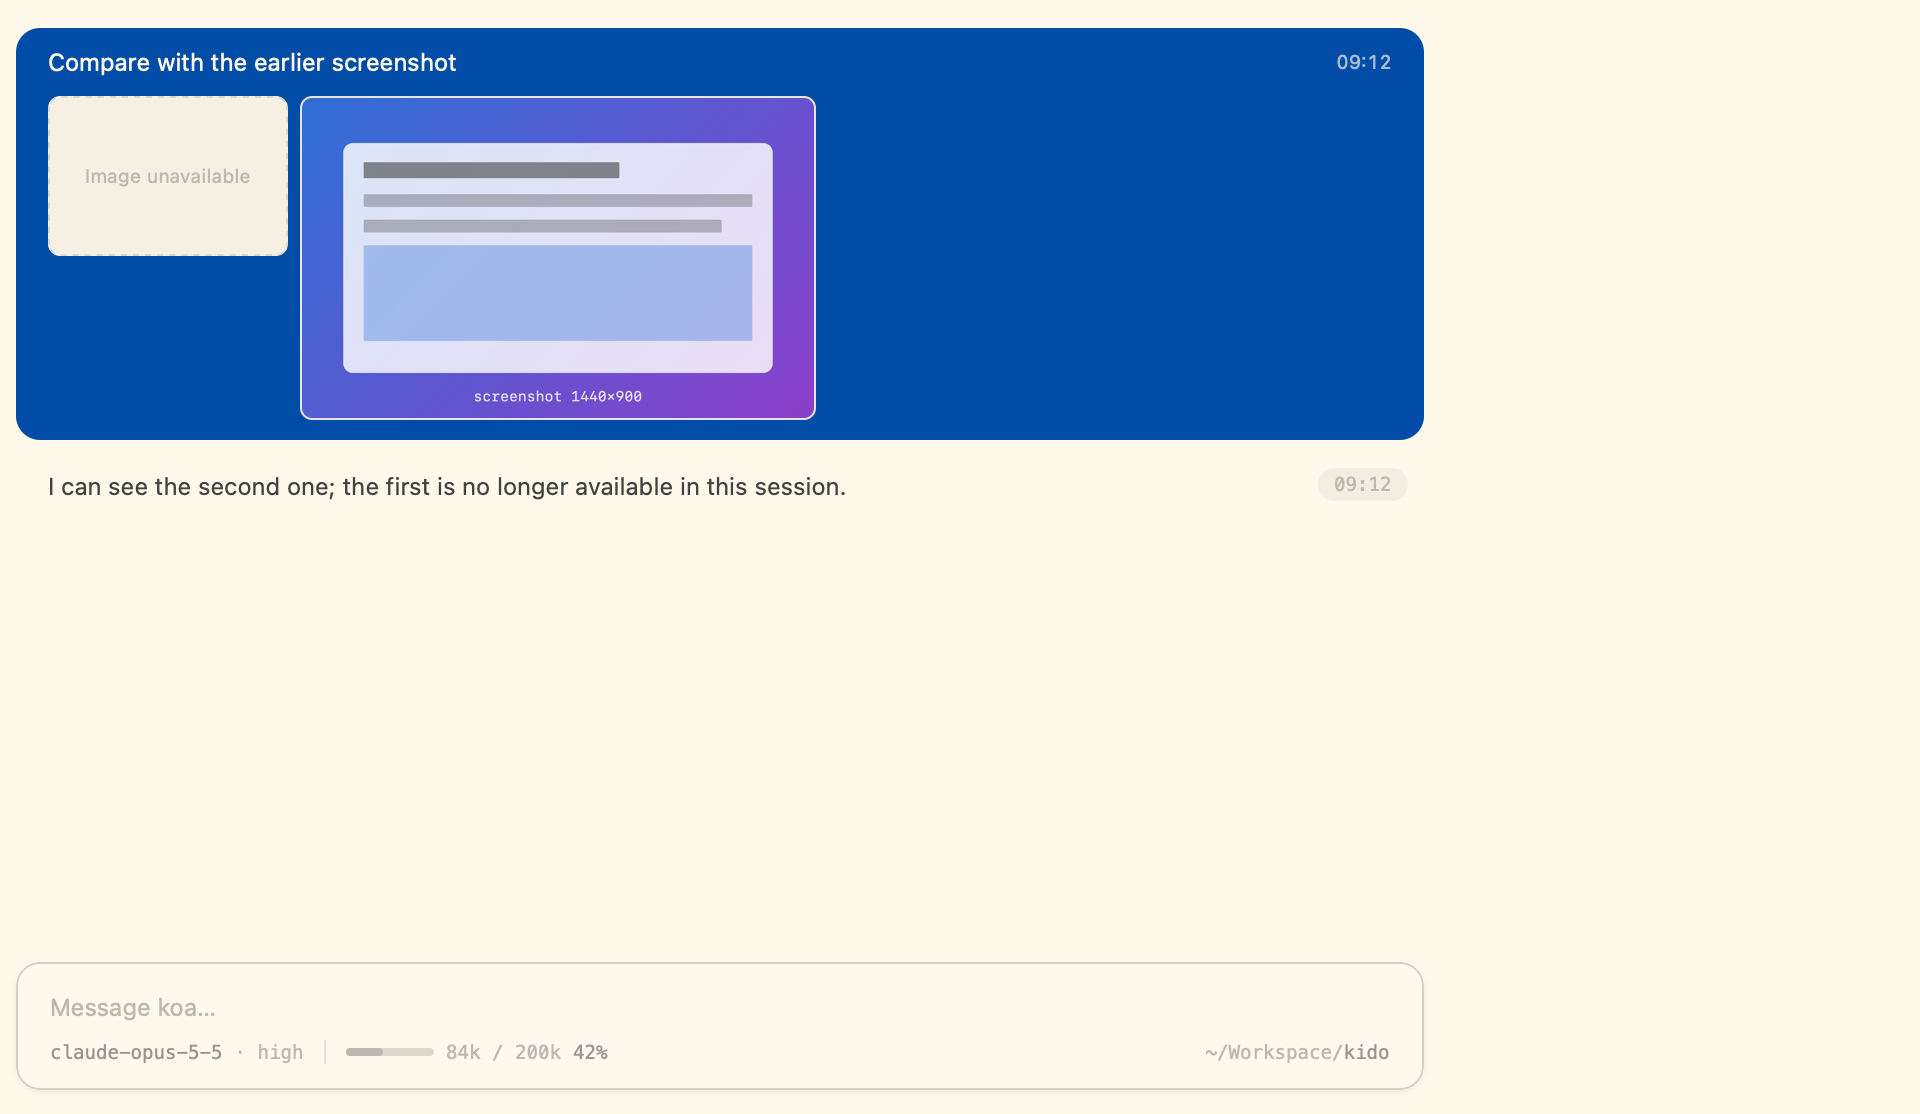 Compare with the earlier screenshot 09:12
Image unavailable
screenshot 1440×900
I can see the second one; the first is no longer available in this session. 09:12
Message koa…
claude-opus-5-5 · high 84k / 200k 42% ~/Workspace/kido